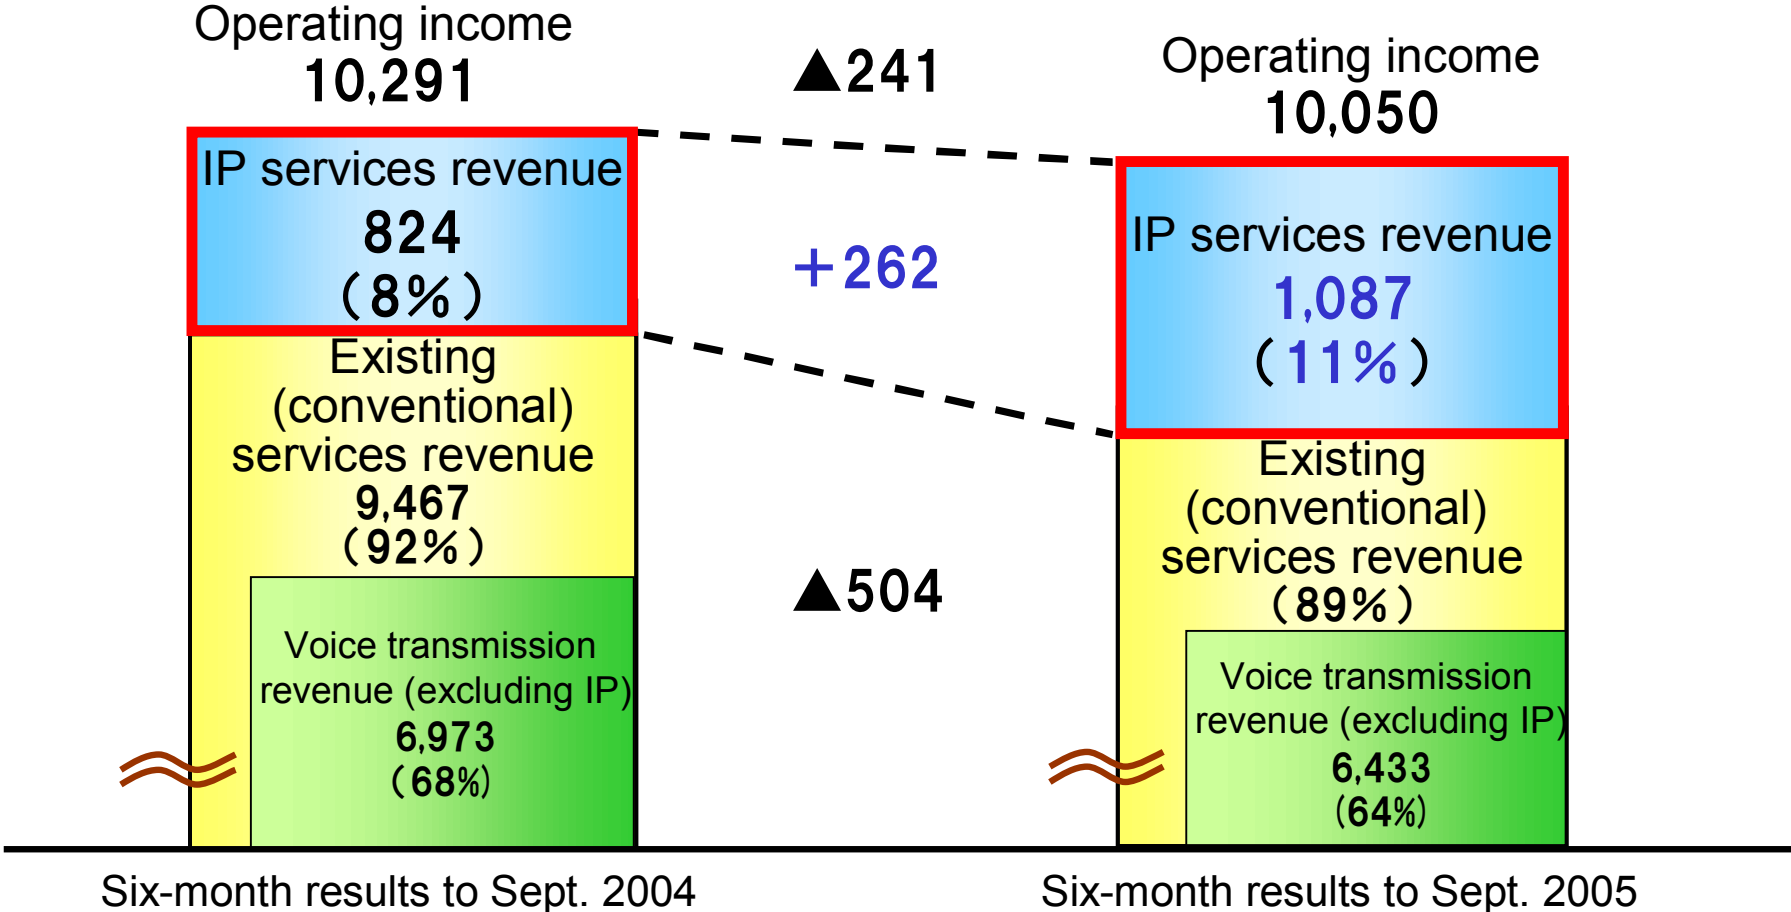 Operating income
10,291
IP services revenue
824
(8%)
Existing
(conventional)
services revenue
9,467
(92%)
Voice transmission
revenue (excluding IP)
6,973
(68%)
Six-month results to Sept. 2004
▲241
+262
▲504
Operating income
10,050
IP services revenue
1,087
(11%)
Existing
(conventional)
services revenue
(89%)
Voice transmission
revenue (excluding IP)
6,433
(64%)
Six-month results to Sept. 2005